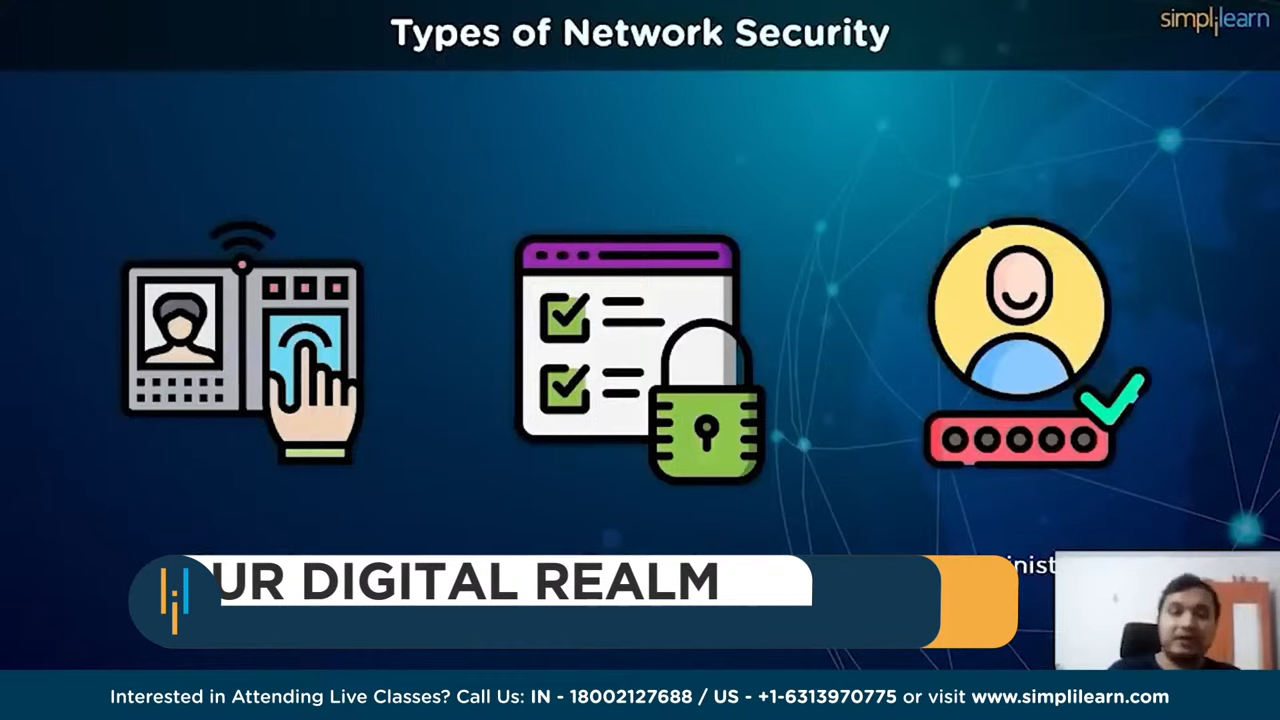 Types of Network Security
simplilearn
UR DIGITAL REALM
Interested in Attending Live Classes? Call Us: IN - 18002127688 / US - +1-6313970775 or visit www.simplilearn.com